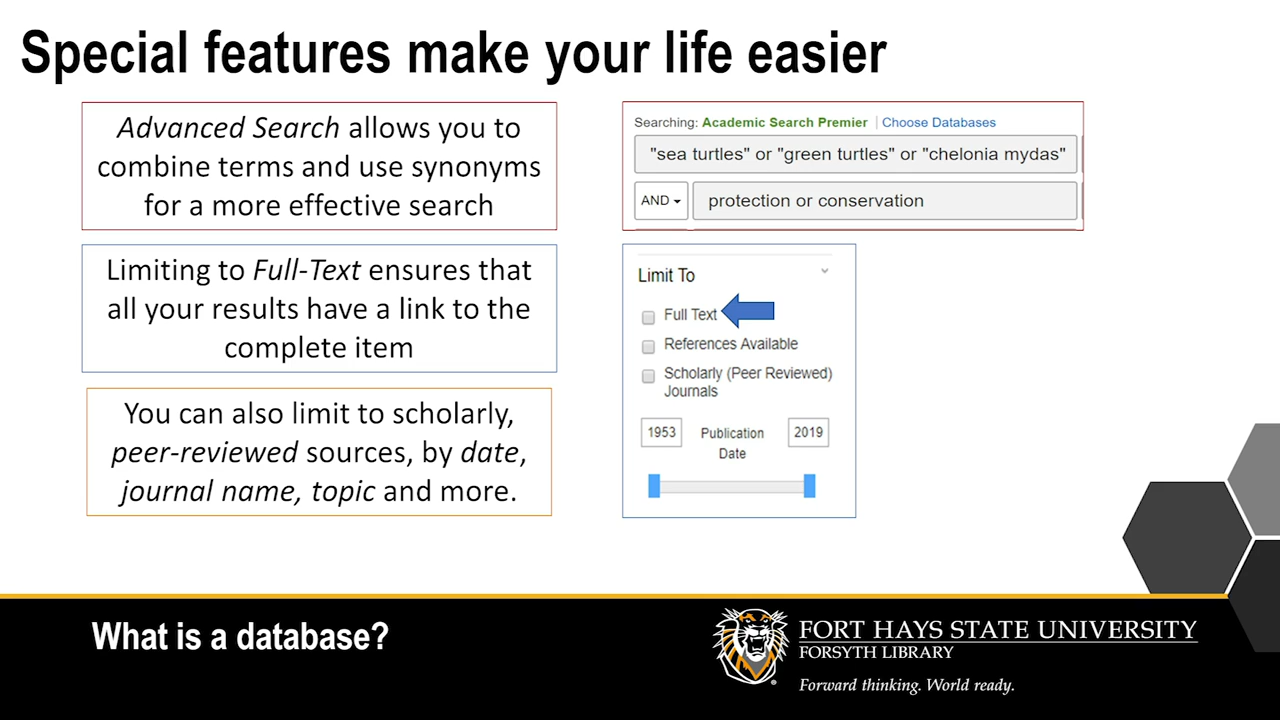 Special features make your life easier
Advanced Search allows you to
combine terms and use synonyms
for a more effective search
Searching: Academic Search Premier | Choose Databases
"sea turtles" or "green turtles" or "chelonia mydas"
AND
protection or conservation
Limiting to Full-Text ensures that
all your results have a link to the
complete item
Limit To
Full Text
References Available
Scholarly (Peer Reviewed)
Journals
1953
Publication
Date
2019
You can also limit to scholarly,
peer-reviewed sources, by date,
journal name, topic and more.
What is a database?
FORT HAYS STATE UNIVERSITY
FORSYTH LIBRARY
Forward thinking. World ready.